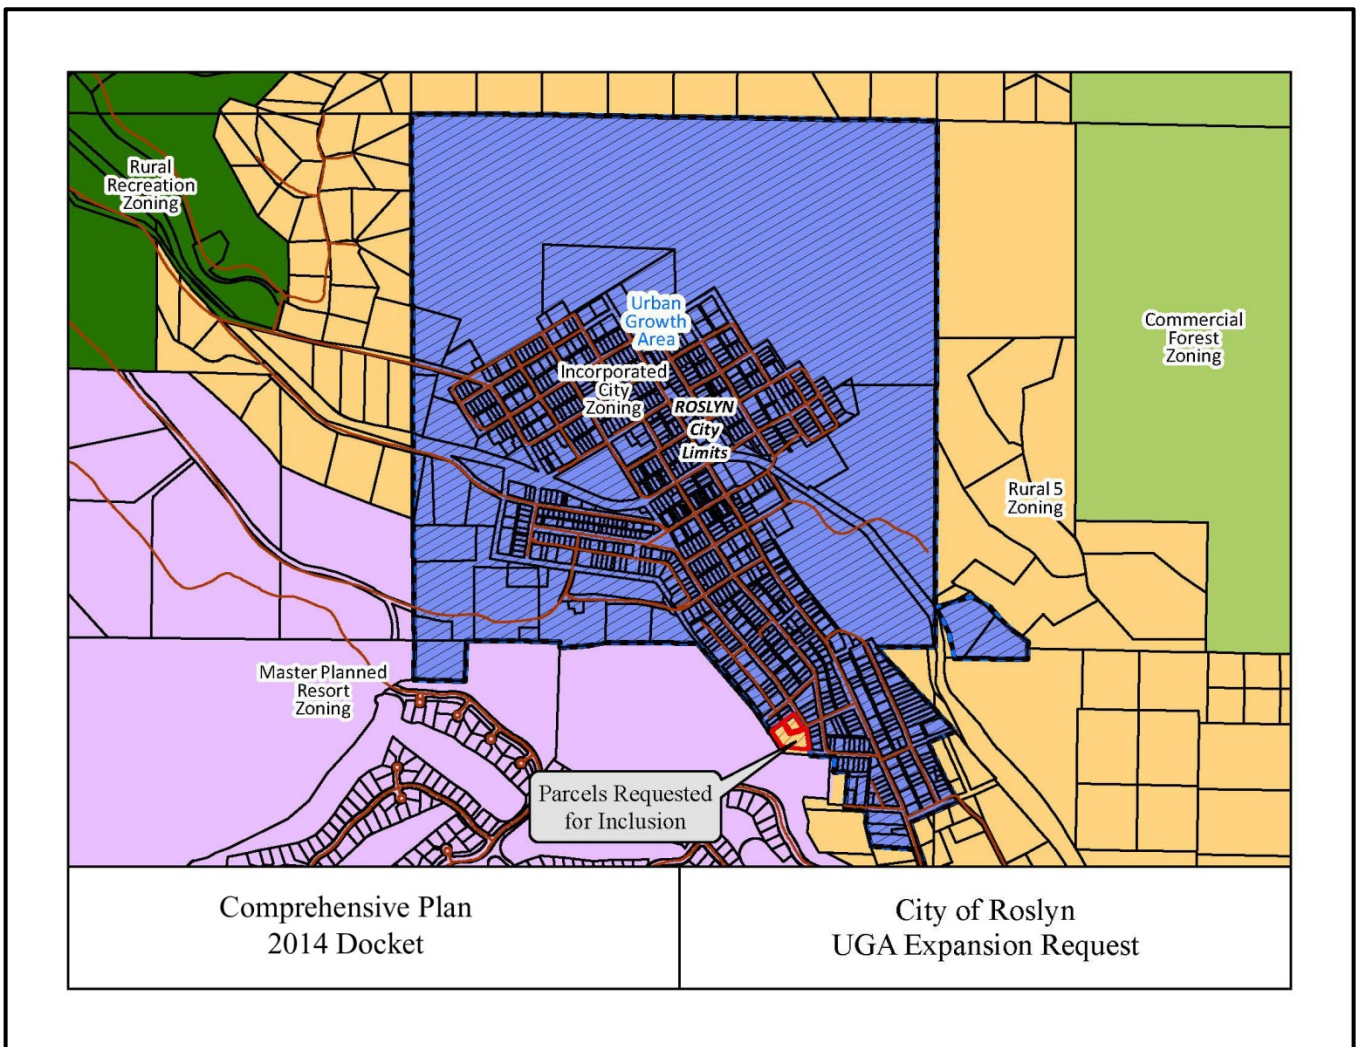 Rural
Recreation
Zoning
Urban
Growth
Area
Incorporated
City
Zoning
ROSLYN
City
Limits
Commercial
Forest
Zoning
Rural 5
Zoning
Master Planned
Resort
Zoning
Parcels Requested
for Inclusion
Comprehensive Plan
2014 Docket
City of Roslyn
UGA Expansion Request